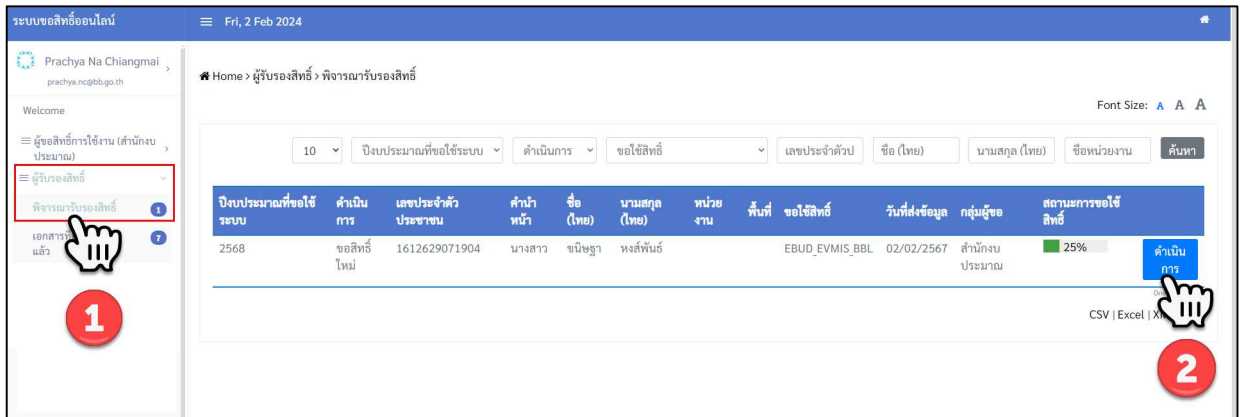 ระบบขอสิทธิ์ออนไลน์
Fri, 2 Feb 2024
Prachya Na Chiangmai
prachya.nc@bb.go.th
Welcome
ผู้ขอสิทธิ์การใช้งาน (สำนักงบ
ประมาณ)
ผู้รับรองสิทธิ์
พิจารณารับรองสิทธิ์ 1
เอกสาร 7
แล้ว
1
Home › ผู้รับรองสิทธิ์ › พิจารณารับรองสิทธิ์
Font Size: A A A
10 ปีงบประมาณที่ขอใช้ระบบ ดำเนินการ ขอใช้สิทธิ์ เลขประจำตัวป ชื่อ (ไทย) นามสกุล (ไทย) ชื่อหน่วยงาน ค้นหา
ปีงบประมาณที่ขอใช้ ดำเนิน เลขประจำตัว คำนำ ชื่อ นามสกุล หน่วย พื้นที่ ขอใช้สิทธิ์ วันที่ส่งข้อมูล กลุ่มผู้ขอ สถานะการขอใช้
ระบบ การ ประชาชน หน้า (ไทย) (ไทย) งาน สิทธิ์
2568 ขอสิทธิ์ 1612629071904 นางสาว ขนิษฐา หงส์พันธ์ EBUD_EVMIS_BBL 02/02/2567 สำนักงบ 25% ดำเนิน
ใหม่ ประมาณ การ
CSV | Excel |
2